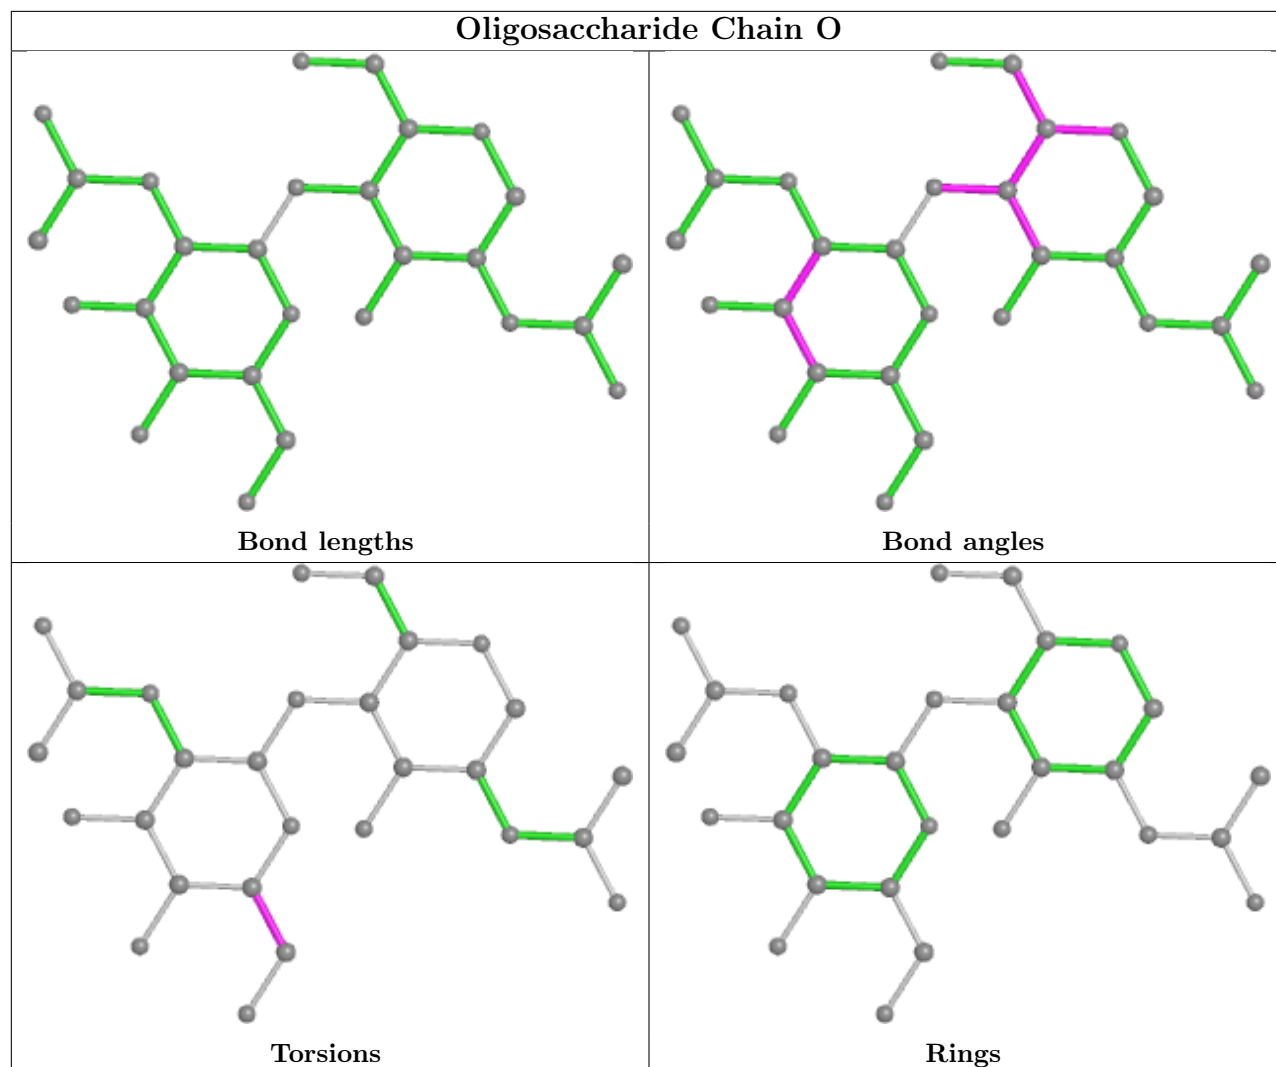 Oligosaccharide Chain O
Bond lengths
Bond angles
Torsions
Rings